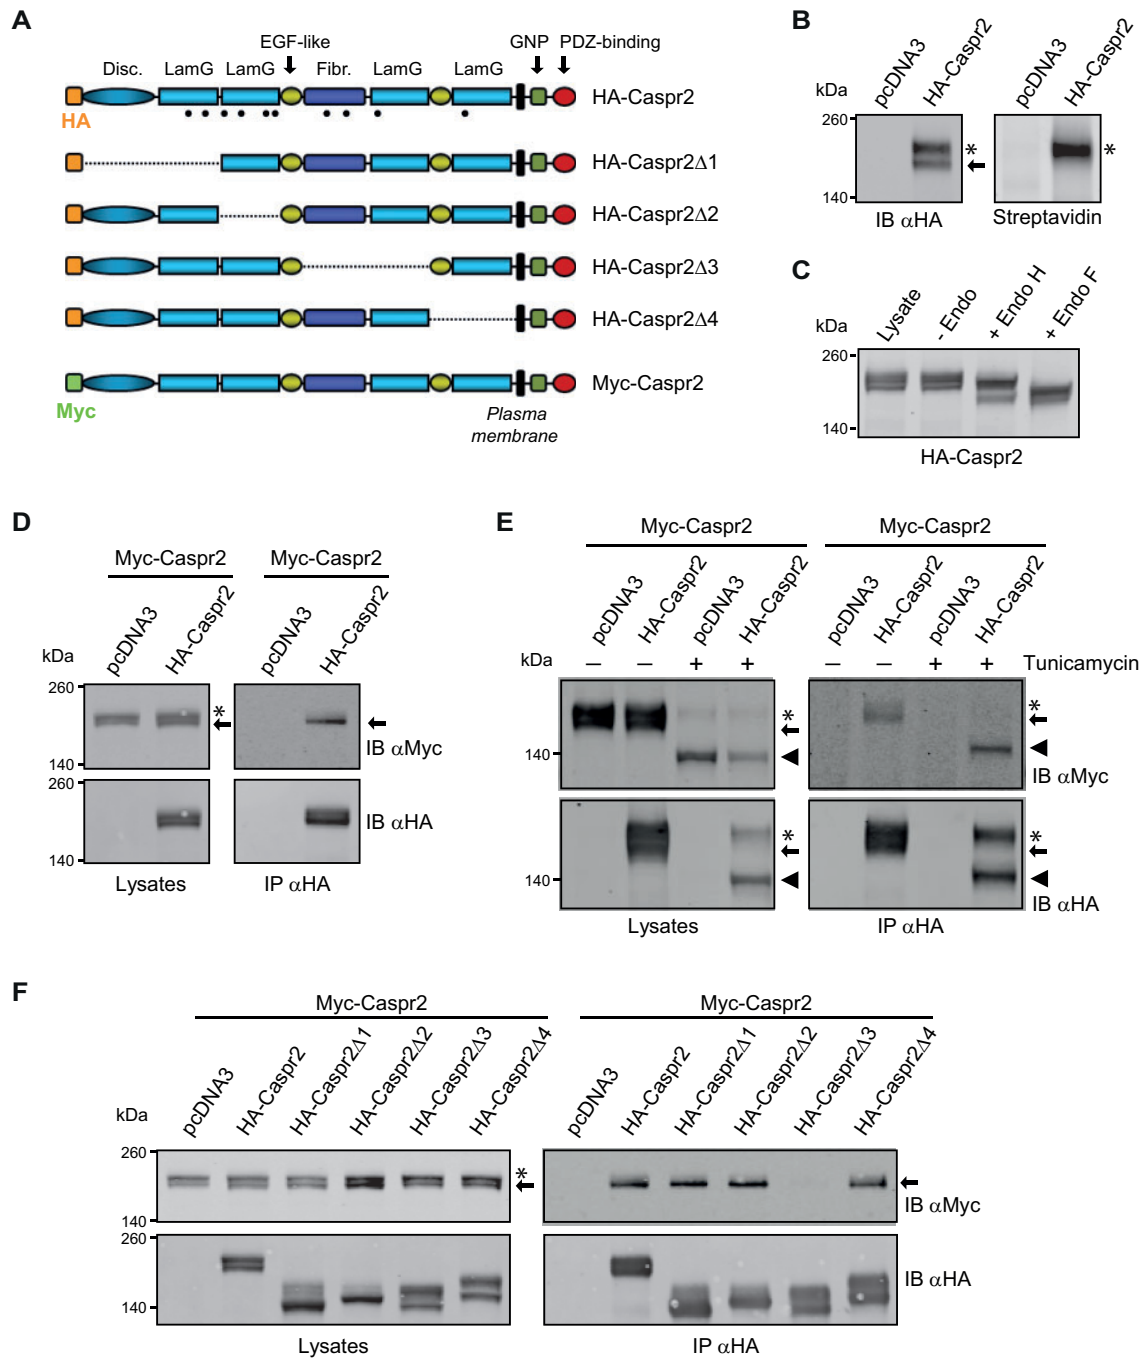 A
EGF-like
GNP
PDZ-binding
Disc.
LamG
LamG
Fibr.
LamG
LamG
HA-Caspr2
HA
HA-Caspr2Δ1
HA-Caspr2Δ2
HA-Caspr2Δ3
HA-Caspr2Δ4
Myc-Caspr2
Myc
Plasma
membrane
B
pcDNA3
HA-Caspr2
pcDNA3
HA-Caspr2
kDa
260
*
*
140
IB αHA
Streptavidin
C
Lysate
- Endo
+ Endo H
+ Endo F
kDa
260
140
HA-Caspr2
D
Myc-Caspr2
Myc-Caspr2
pcDNA3
HA-Caspr2
pcDNA3
HA-Caspr2
kDa
260
*
IB αMyc
140
260
IB αHA
140
Lysates
IP αHA
E
Myc-Caspr2
Myc-Caspr2
pcDNA3
HA-Caspr2
pcDNA3
HA-Caspr2
pcDNA3
HA-Caspr2
pcDNA3
HA-Caspr2
kDa
– – + +
– – + +
Tunicamycin
*
*
140
IB αMyc
*
*
140
IB αHA
Lysates
IP αHA
F
Myc-Caspr2
Myc-Caspr2
pcDNA3
HA-Caspr2
HA-Caspr2Δ1
HA-Caspr2Δ2
HA-Caspr2Δ3
HA-Caspr2Δ4
pcDNA3
HA-Caspr2
HA-Caspr2Δ1
HA-Caspr2Δ2
HA-Caspr2Δ3
HA-Caspr2Δ4
kDa
260
*
IB αMyc
140
260
IB αHA
140
Lysates
IP αHA